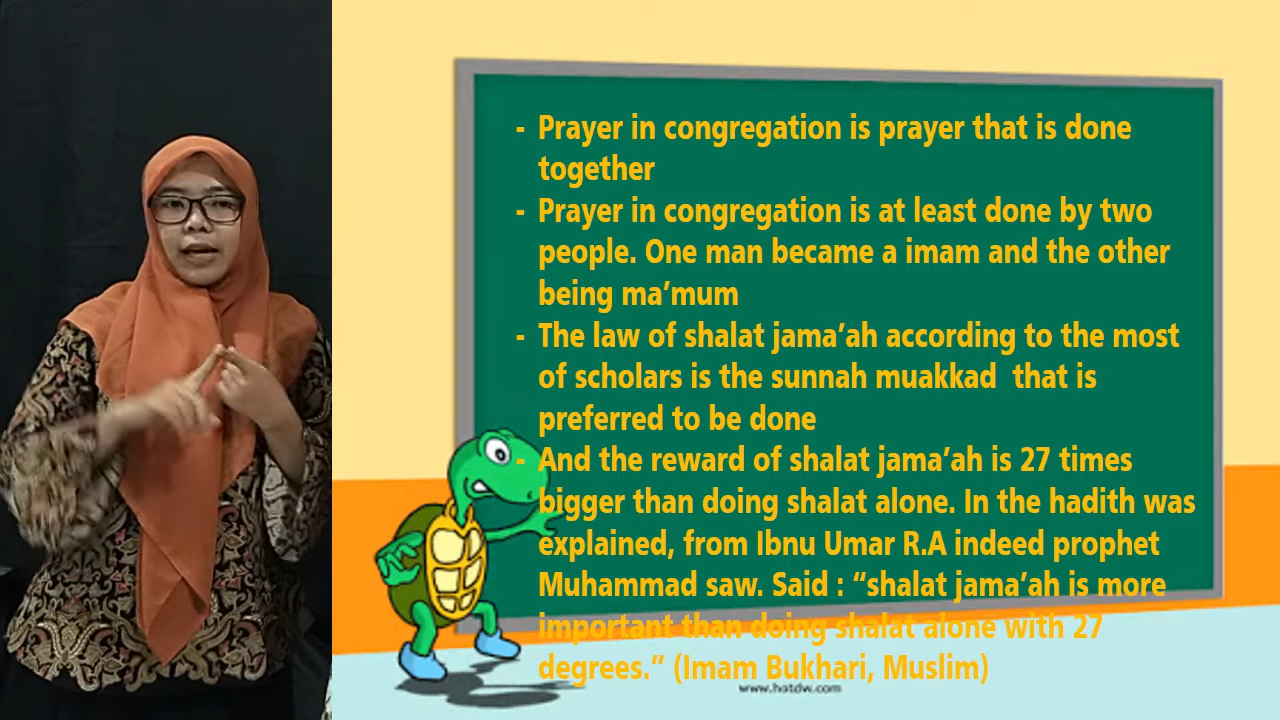 - Prayer in congregation is prayer that is done
together
- Prayer in congregation is at least done by two
people. One man became a imam and the other
being ma’mum
- The law of shalat jama’ah according to the most
of scholars is the sunnah muakkad  that is
preferred to be done
- And the reward of shalat jama’ah is 27 times
bigger than doing shalat alone. In the hadith was
explained, from Ibnu Umar R.A indeed prophet
Muhammad saw. Said : “shalat jama’ah is more
important than doing shalat alone with 27
degrees.” (Imam Bukhari, Muslim)
www.hotdw.com